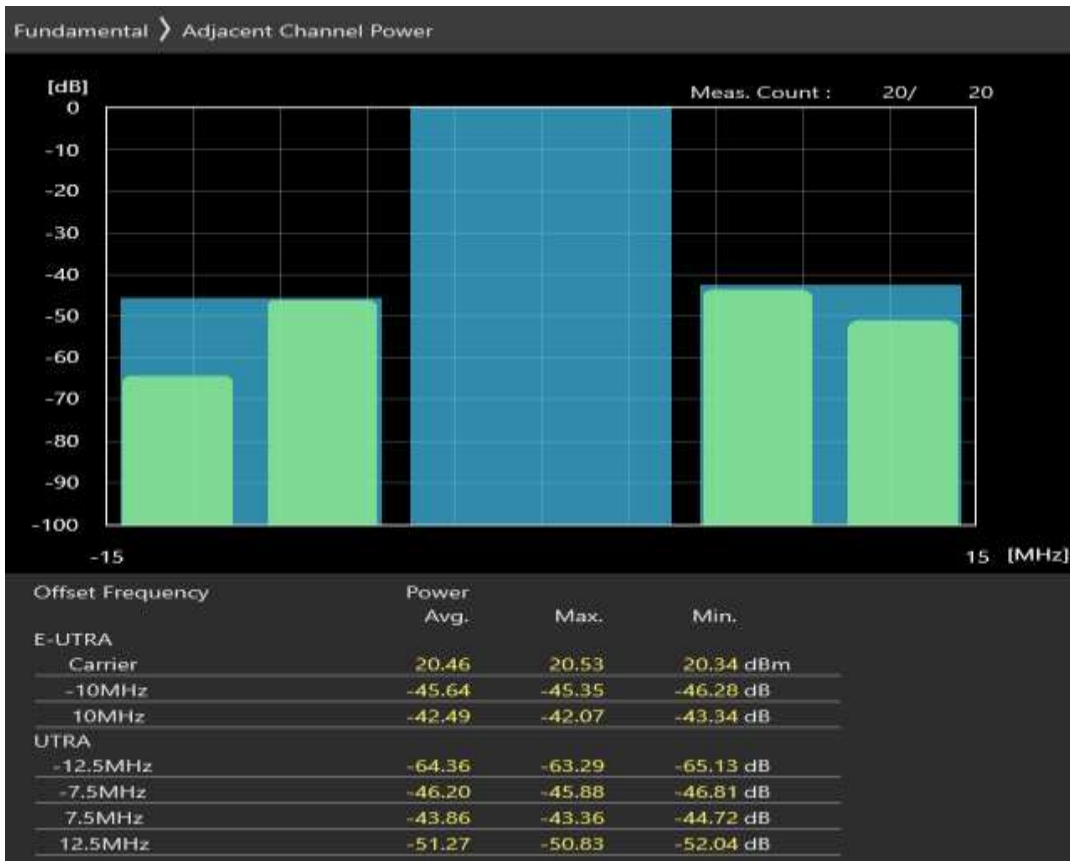 Fundamental 〉 Adjacent Channel Power
[dB]
Meas. Count : 20/ 20
0
-10
-20
-30
-40
-50
-60
-70
-80
-90
-100
-15 15 [MHz]
Offset Frequency Power
Avg. Max. Min.
E-UTRA
Carrier 20.46 20.53 20.34 dBm
-10MHz -45.64 -45.35 -46.28 dB
10MHz -42.49 -42.07 -43.34 dB
UTRA
-12.5MHz -64.36 -63.29 -65.13 dB
-7.5MHz -46.20 -45.88 -46.81 dB
7.5MHz -43.86 -43.36 -44.72 dB
12.5MHz -51.27 -50.83 -52.04 dB